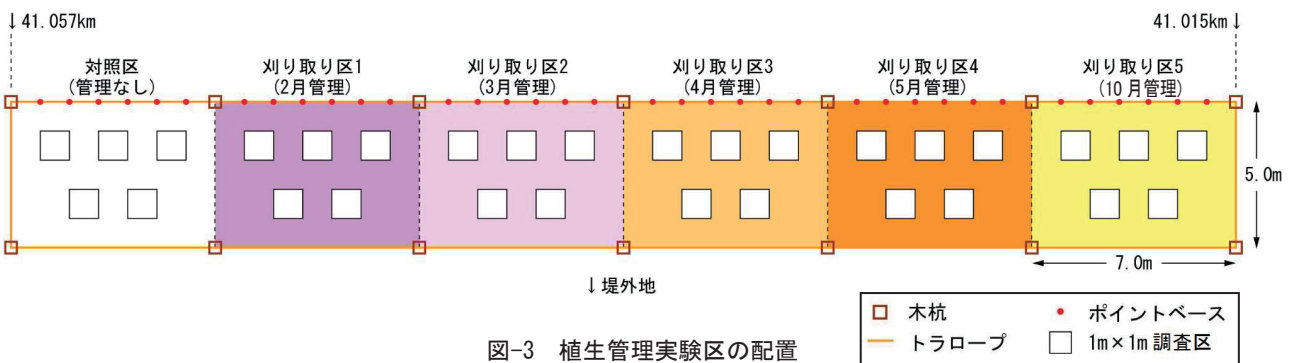 ↓41.057km
41.015km↓
対照区
(管理なし)
刈り取り区1
(2月管理)
刈り取り区2
(3月管理)
刈り取り区3
(4月管理)
刈り取り区4
(5月管理)
刈り取り区5
(10月管理)
5.0m
7.0m
↓堤外地
木杭
ポイントベース
トラロープ
1m×1m調査区
図-3 植生管理実験区の配置